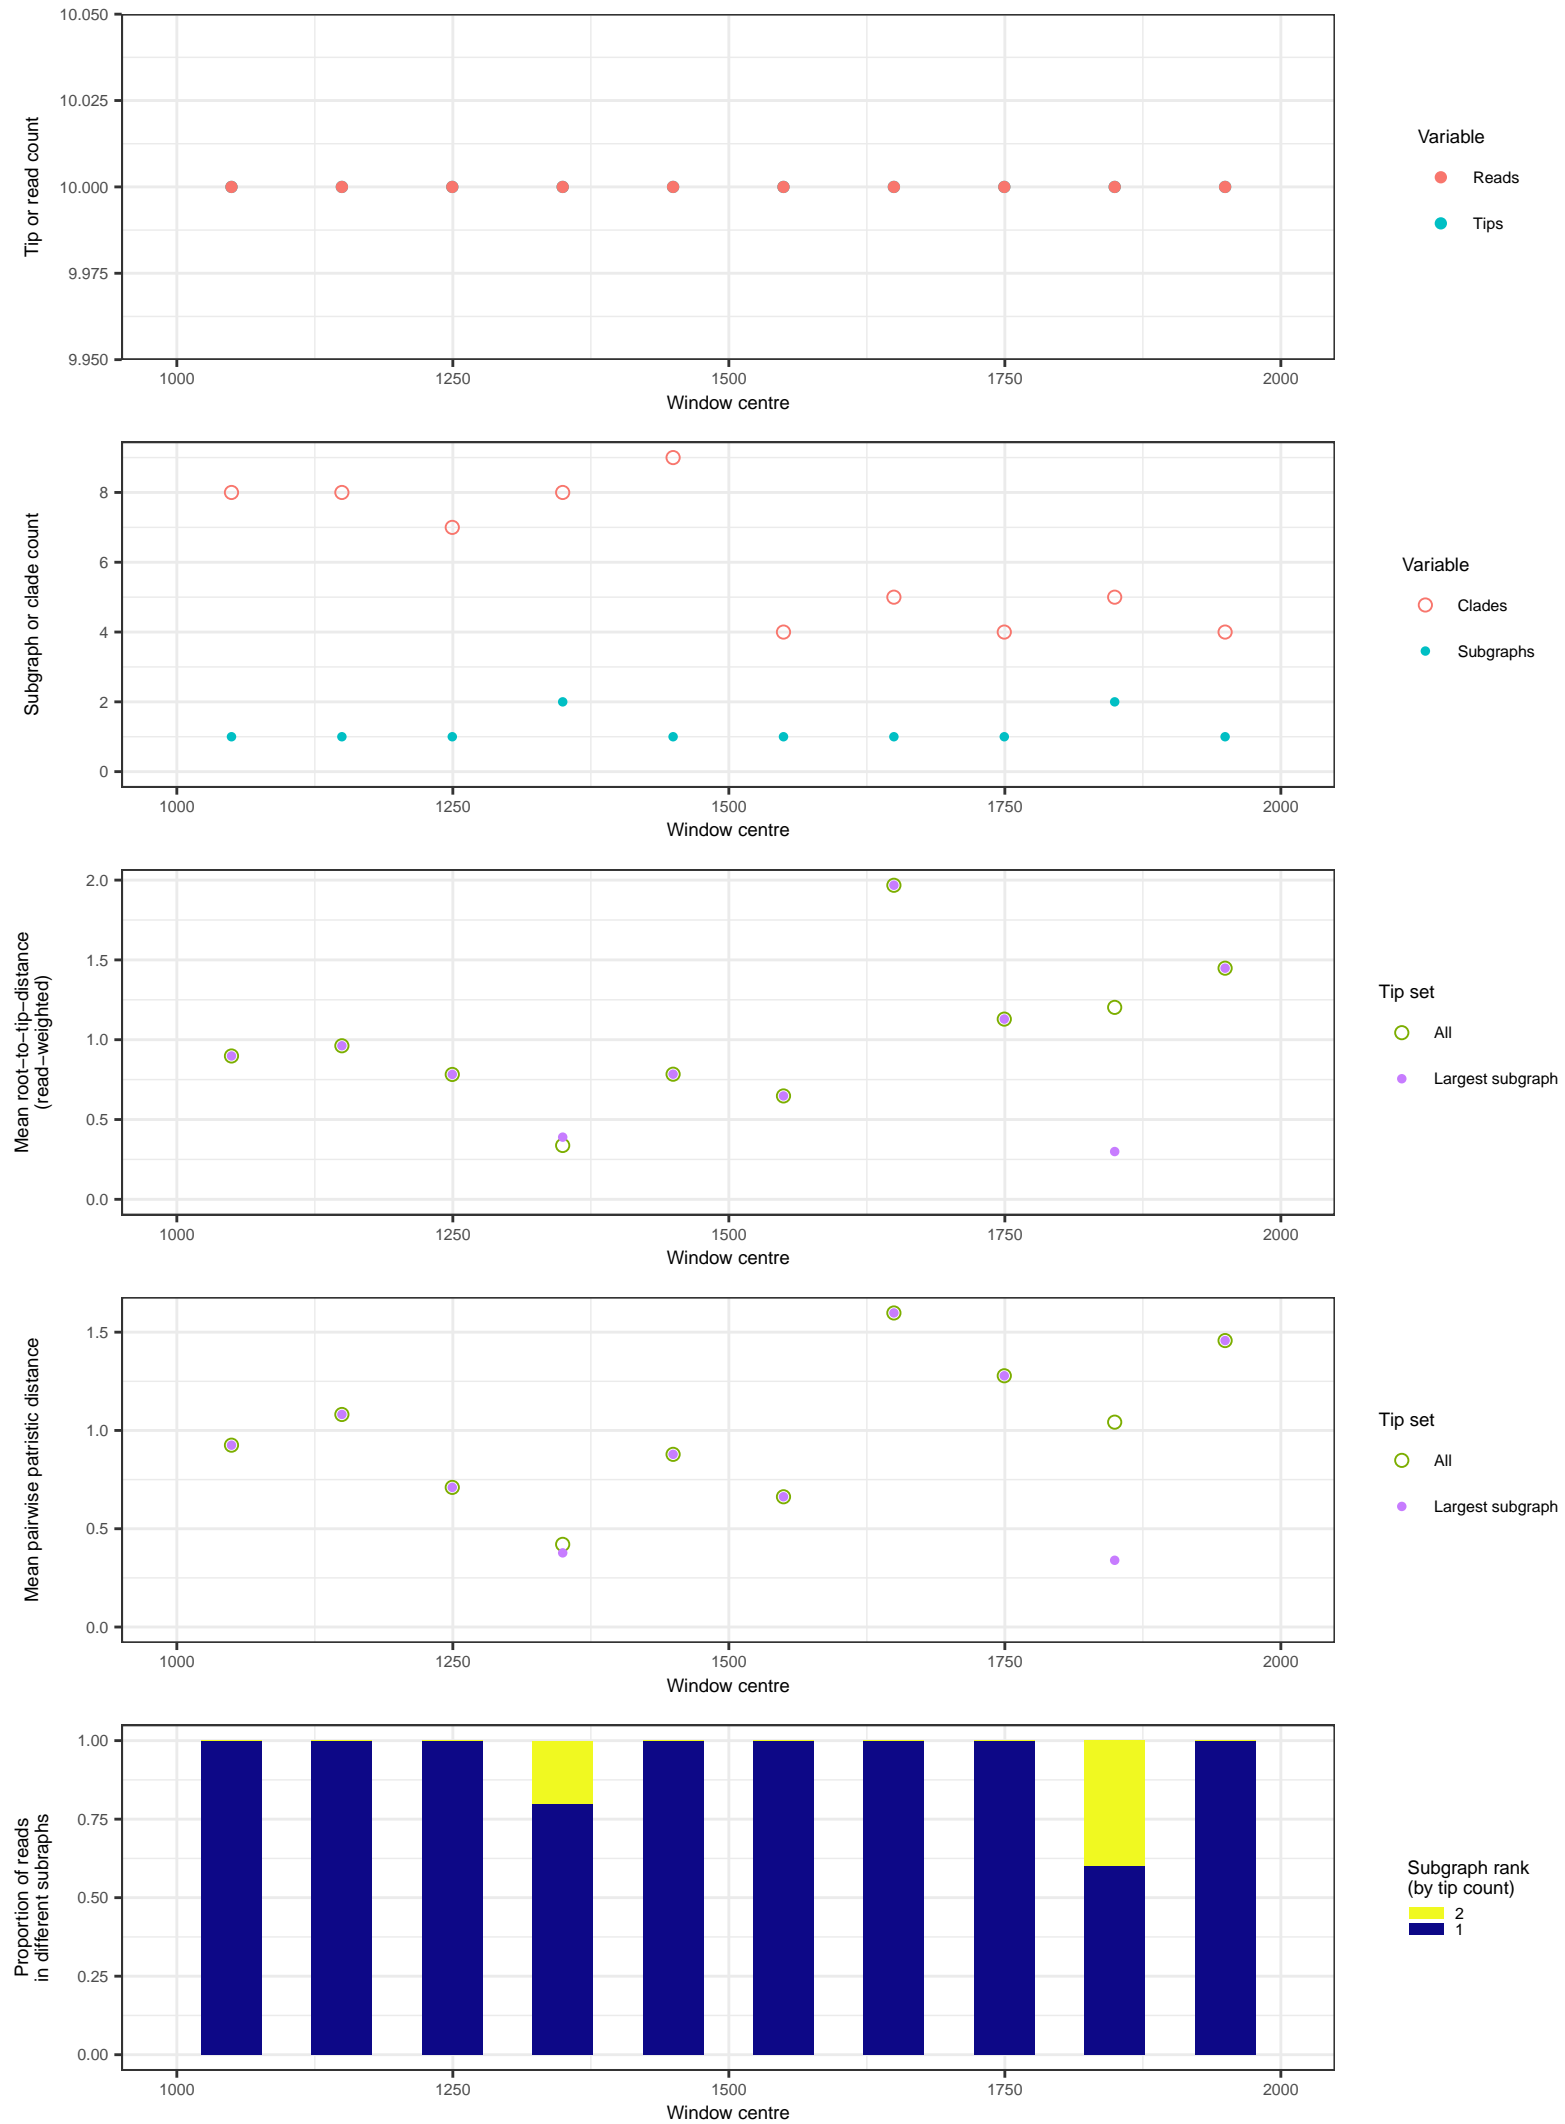 10.050
10.025
10.000
9.975
9.950
Tip or read count
1000 1250 1500 1750 2000
Window centre
Variable
Reads
Tips
8
6
4
2
0
Subgraph or clade count
1000 1250 1500 1750 2000
Window centre
Variable
Clades
Subgraphs
2.0
1.5
1.0
0.5
0.0
Mean root−to−tip−distance
(read−weighted)
1000 1250 1500 1750 2000
Window centre
Tip set
All
Largest subgraph
1.5
1.0
0.5
0.0
Mean pairwise patristic distance
1000 1250 1500 1750 2000
Window centre
Tip set
All
Largest subgraph
1.00
0.75
0.50
0.25
0.00
Proportion of reads
in different subraphs
1000 1250 1500 1750 2000
Window centre
Subgraph rank
(by tip count)
2
1